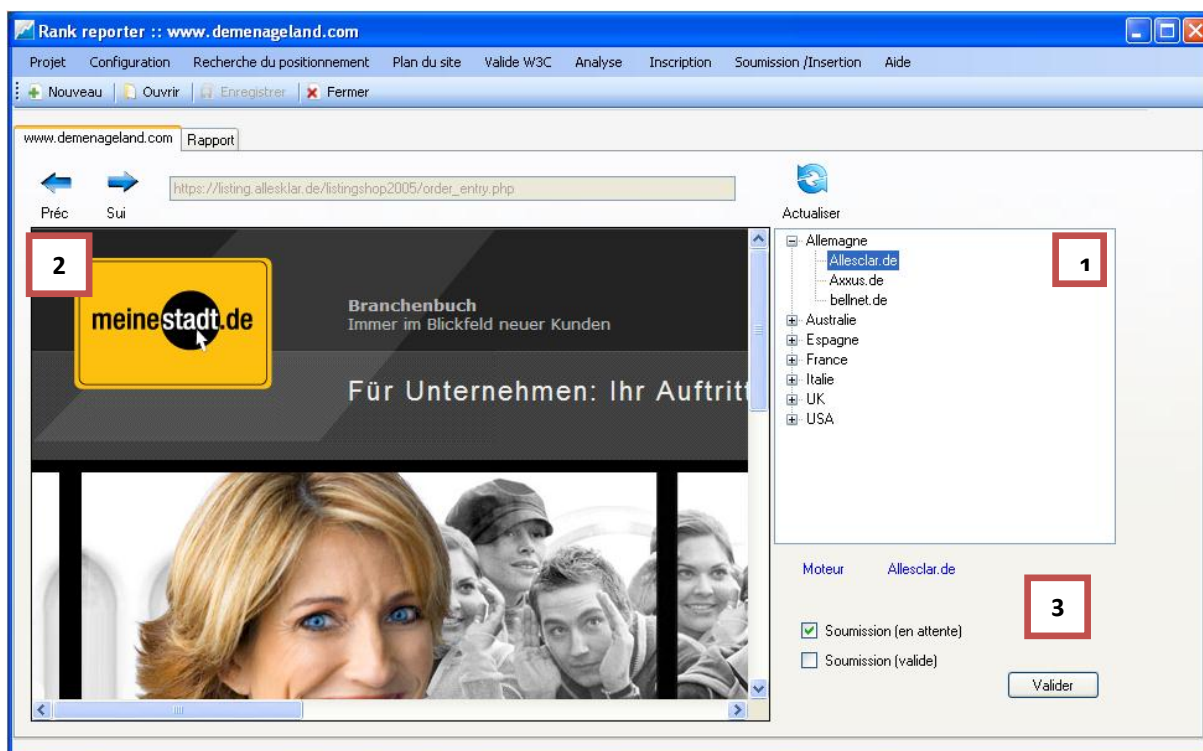 Rank reporter :: www.demenageland.com
Projet Configuration Recherche du positionnement Plan du site Valide W3C Analyse Inscription Soumission /Insertion Aide
Nouveau Ouvrir Enregistrer Fermer
www.demenageland.com Rapport
https://listing.allesklar.de/listingshop2005/order_entry.php
Préc Sui Actualiser
2
meinestadt.de
Branchenbuch
Immer im Blickfeld neuer Kunden
Für Unternehmen: Ihr Auftritt
1
Allemagne
Allesclar.de
Axxus.de
bellnet.de
Australie
Espagne
France
Italie
UK
USA
Moteur Allesclar.de
3
Soumission (en attente)
Soumission (valide)
Valider